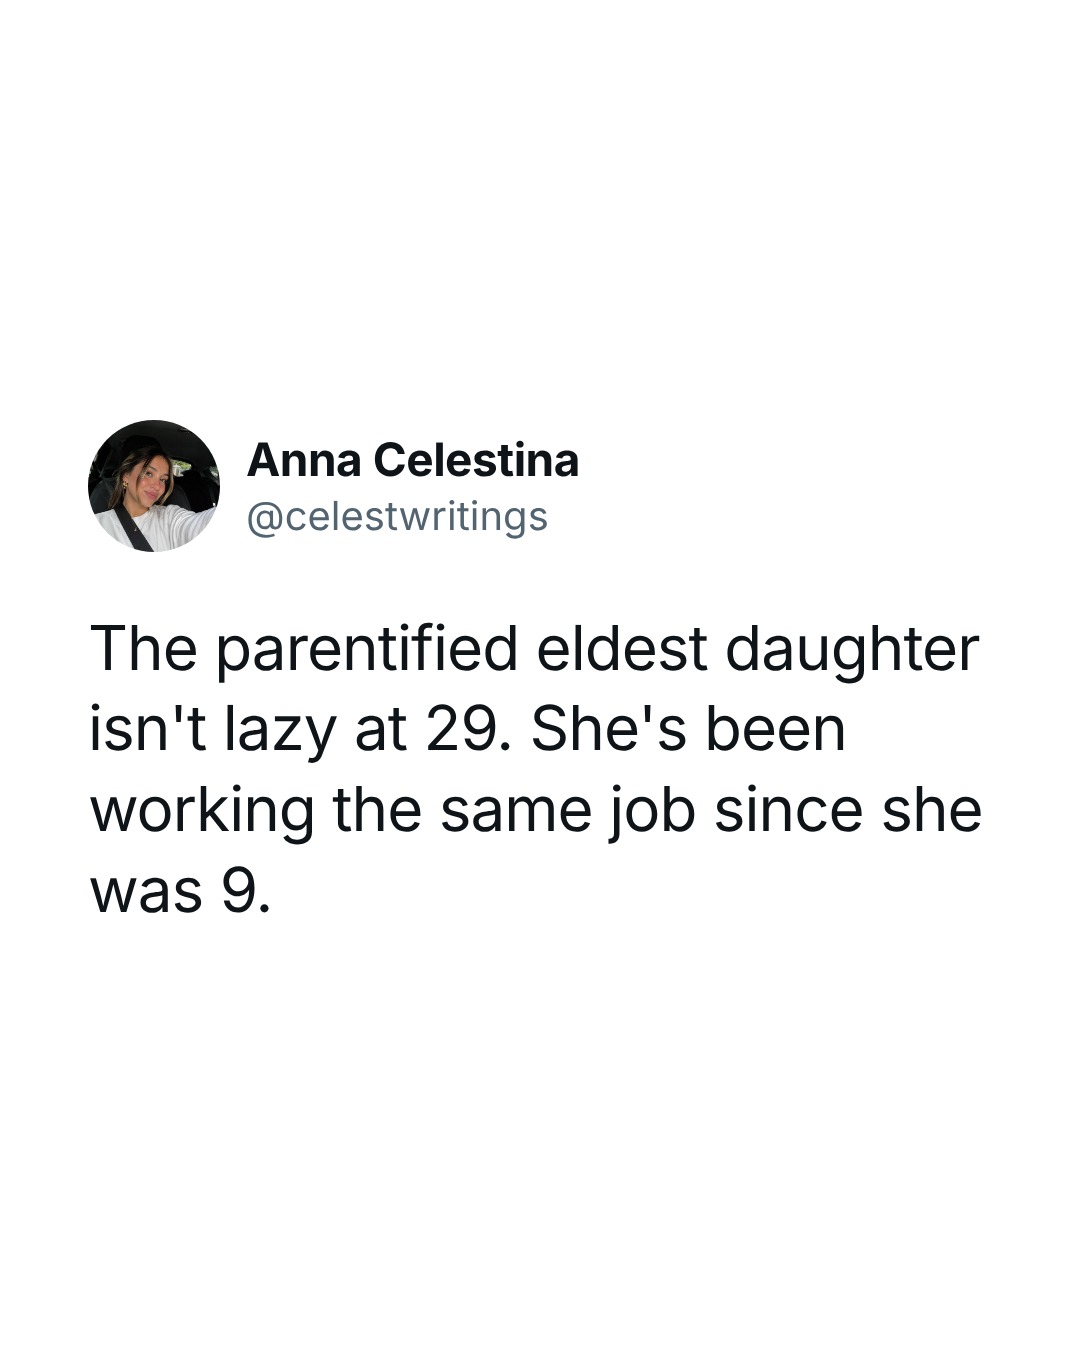 Anna Celestina
@celestwritings
The parentified eldest daughter
isn't lazy at 29. She's been
working the same job since she
was 9.